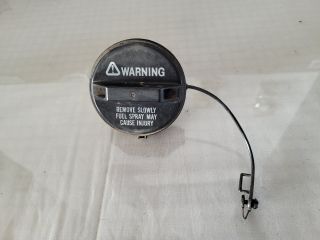 WARNING
REMOVE SLOWLY
FUEL SPRAY MAY
CAUSE INJURY